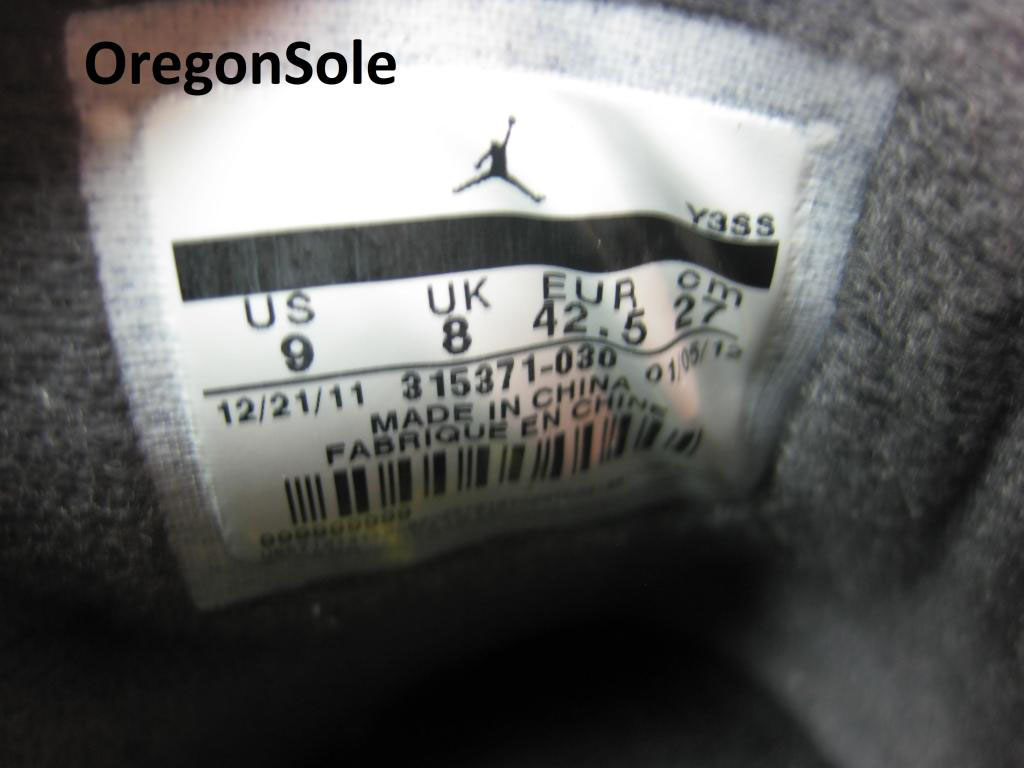 OregonSole
Y3SS
US UK EUR cm
9 8 42.5 27
12/21/11 315371-030 01/05/12
MADE IN CHINA
FABRIQUE EN CHINE